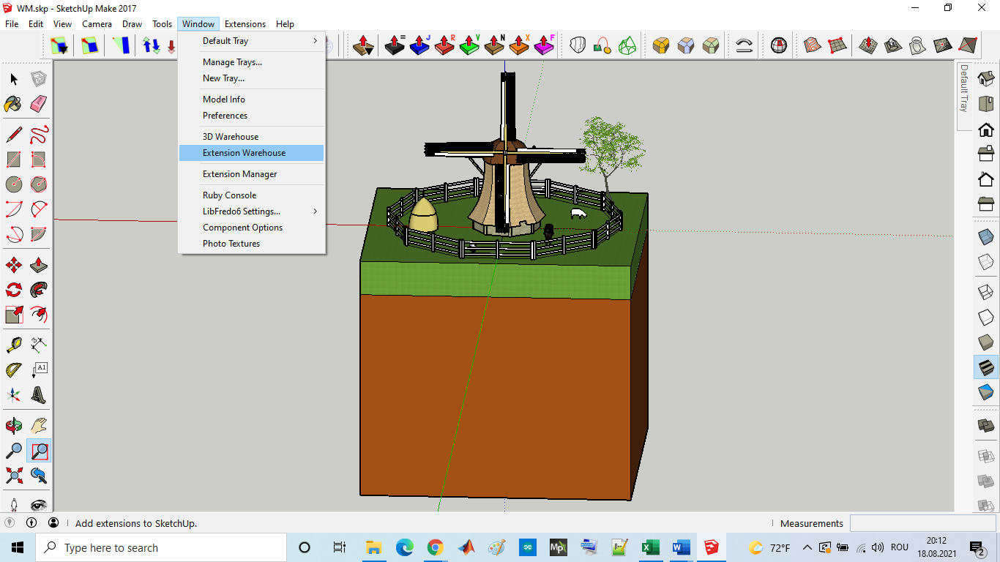 WM.skp - SketchUp Make 2017
File Edit View Camera Draw Tools Window Extensions Help
= J R V N X F
Default Tray
Manage Trays...
New Tray...
Model Info
Preferences
3D Warehouse
Extension Warehouse
Extension Manager
Ruby Console
LibFredo6 Settings...
Component Options
Photo Textures
Default Tray
A1
Add extensions to SketchUp.
Measurements
Type here to search
Mp
72°F
ROU
20:12
18.08.2021
2